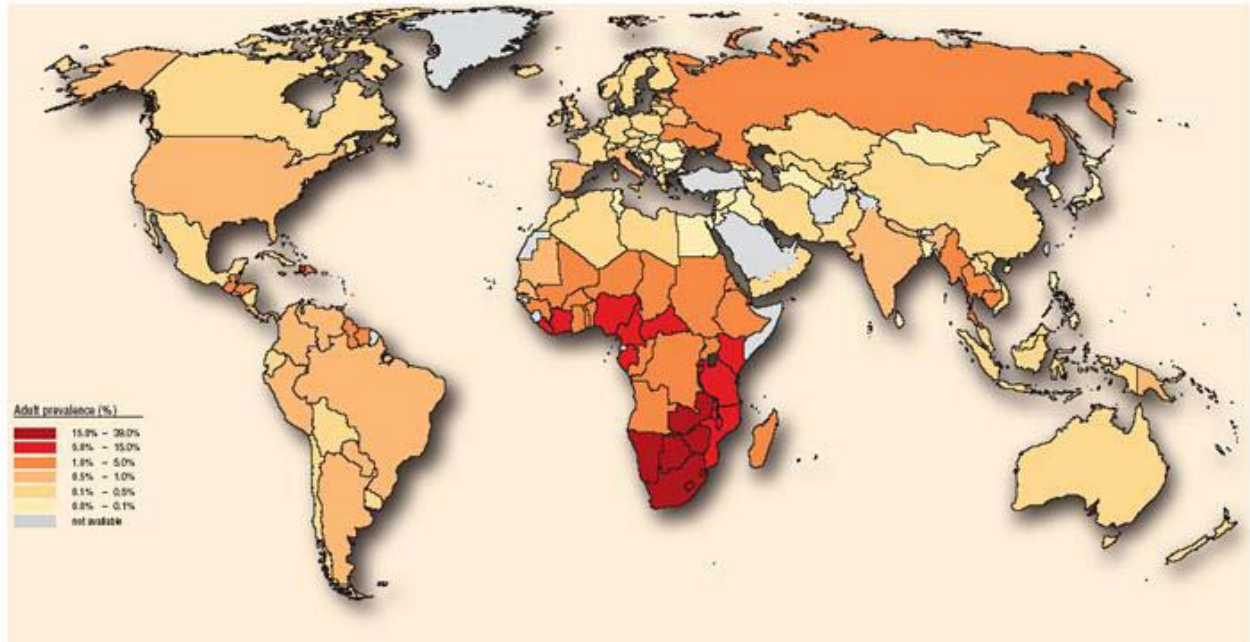 Adult prevalence (%)
15.0% – 39.0%
5.0% – 15.0%
1.0% – 5.0%
0.5% – 1.0%
0.1% – 0.5%
0.0% – 0.1%
not available